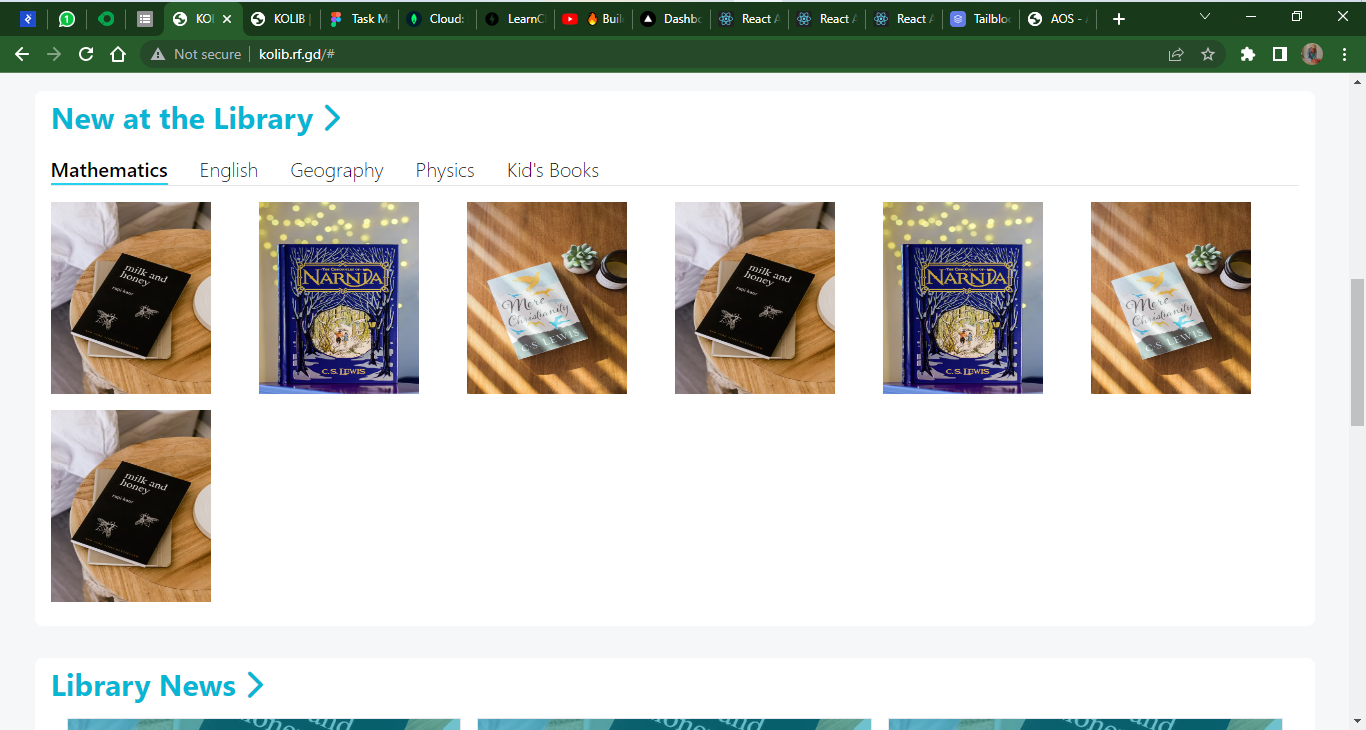 KOl
KOLIB
Task Ma
Clouds
LearnC
Buil
Dashbo
React A
React A
React A
Tailblo
AOS -
Not secure
kolib.rf.gd/#
New at the Library
Mathematics
English
Geography
Physics
Kid's Books
milk and
honey
rupi kaur
THE CHRONICLES OF
NARNIA
C.S. LEWIS
Mere
Christianity
C.S. LEWIS
milk and
honey
rupi kaur
THE CHRONICLES OF
NARNIA
C.S. LEWIS
Mere
Christianity
C.S. LEWIS
milk and
honey
rupi kaur
Library News